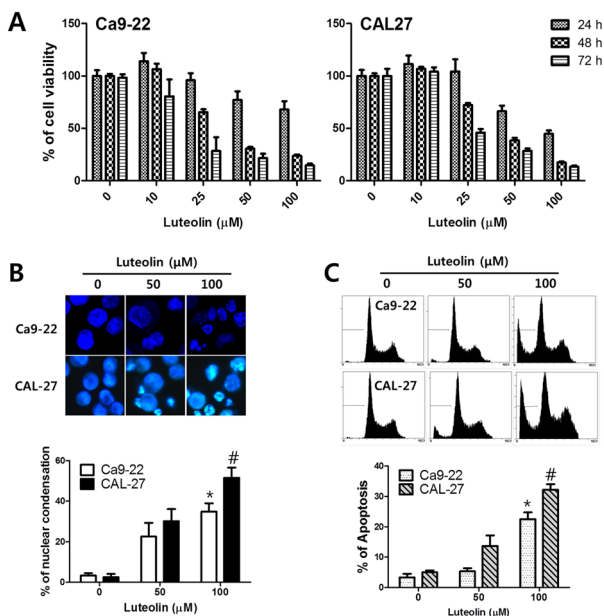 A
Ca9-22
CAL27
24 h
48 h
72 h
% of cell viability
150
100
50
0
0
10
25
50
100
Luteolin (μM)
150
100
50
0
0
10
25
50
100
Luteolin (μM)
B
Luteolin (μM)
0
50
100
Ca9-22
CAL-27
% of nuclear condensation
60
40
20
0
Ca9-22
CAL-27
*
#
0
50
100
Luteolin (μM)
C
Luteolin (μM)
0
50
100
Ca9-22
CAL-27
% of Apoptosis
50
40
30
20
10
0
Ca9-22
CAL-27
*
#
0
50
100
Luteolin (μM)